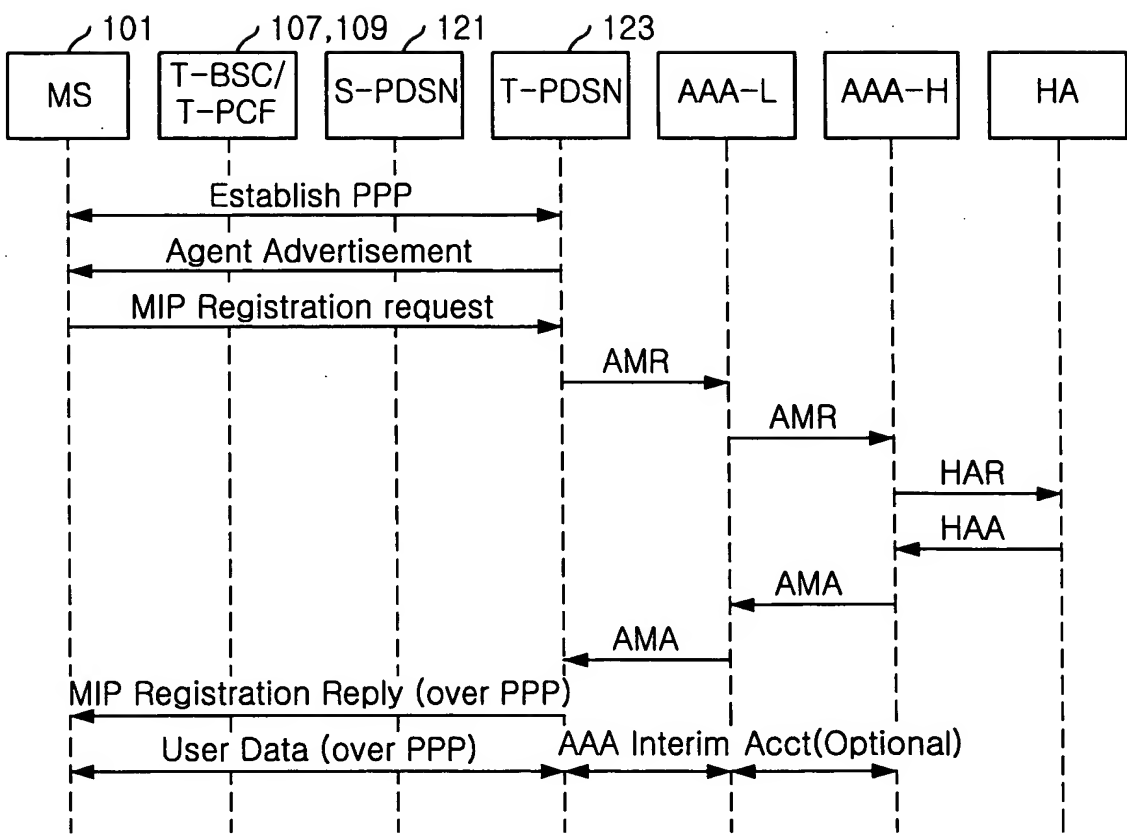 101
107,109
121
123
MS
T-BSC/
T-PCF
S-PDSN
T-PDSN
AAA-L
AAA-H
HA
Establish PPP
Agent Advertisement
MIP Registration request
AMR
AMR
HAR
HAA
AMA
AMA
MIP Registration Reply (over PPP)
User Data (over PPP)
AAA Interim Acct(Optional)